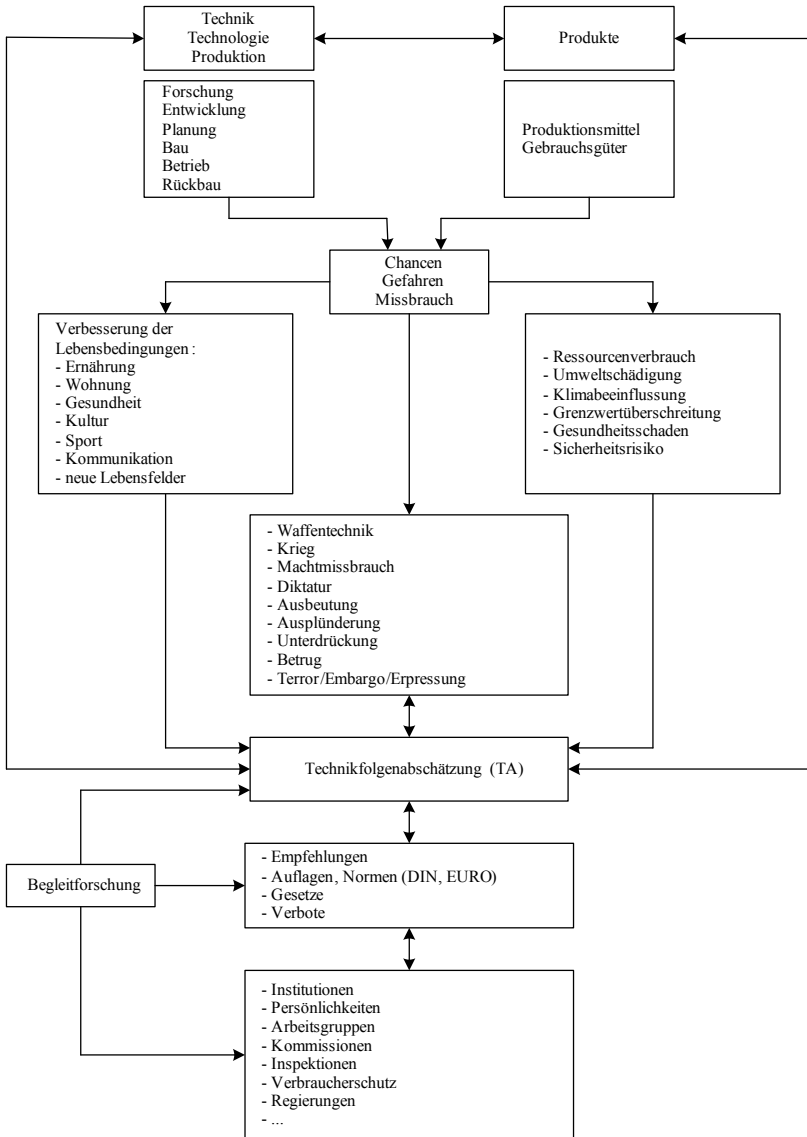 Technik
Technologie
Produktion
Produkte
Forschung
Entwicklung
Planung
Bau
Betrieb
Rückbau
Produktionsmittel
Gebrauchsgüter
Chancen
Gefahren
Missbrauch
Verbesserung der
Lebensbedingungen :
- Ernährung
- Wohnung
- Gesundheit
- Kultur
- Sport
- Kommunikation
- neue Lebensfelder
- Ressourcenverbrauch
- Umweltschädigung
- Klimabeeinflussung
- Grenzwertüberschreitung
- Gesundheitsschaden
- Sicherheitsrisiko
- Waffentechnik
- Krieg
- Machtmissbrauch
- Diktatur
- Ausbeutung
- Ausplünderung
- Unterdrückung
- Betrug
- Terror/Embargo/Erpressung
Technikfolgenabschätzung (TA)
Begleitforschung
- Empfehlungen
- Auflagen, Normen (DIN, EURO)
- Gesetze
- Verbote
- Institutionen
- Persönlichkeiten
- Arbeitsgruppen
- Kommissionen
- Inspektionen
- Verbraucherschutz
- Regierungen
- ...